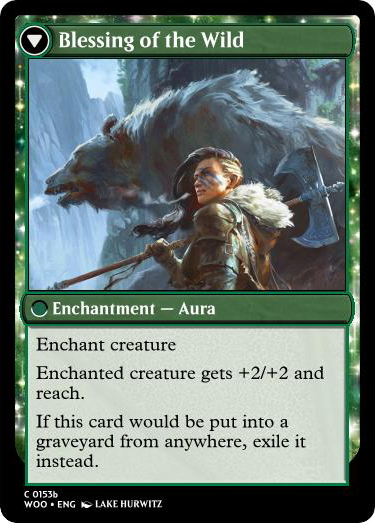 Blessing of the Wild
Enchantment — Aura
Enchant creature
Enchanted creature gets +2/+2 and
reach.
If this card would be put into a
graveyard from anywhere, exile it
instead.
C 0153b
WOO • ENG LAKE HURWITZ